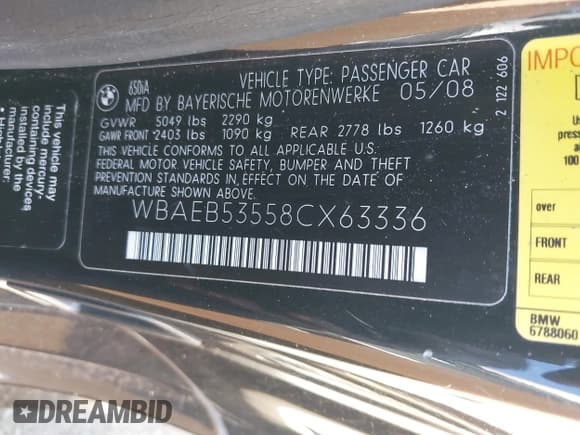 BMW
650iA
VEHICLE TYPE: PASSENGER CAR
MFD BY BAYERISCHE MOTORENWERKE 05/08
GVWR 5049 lbs 2290 kg
GAWR FRONT 2403 lbs 1090 kg REAR 2778 lbs 1260 kg
THIS VEHICLE CONFORMS TO ALL APPLICABLE U.S.
FEDERAL MOTOR VEHICLE SAFETY, BUMPER AND THEFT
PREVENTION STANDARDS IN EFFECT ON THE DATE OF
MANUFACTURE SHOWN ABOVE.
WBAEB53558CX63336
2 122 606
This vehicle may
include mercury-
containing devices
installed by the
manufacturer:
• Headlamps
over
FRONT
REAR
BMW
6788060
DREAMBID